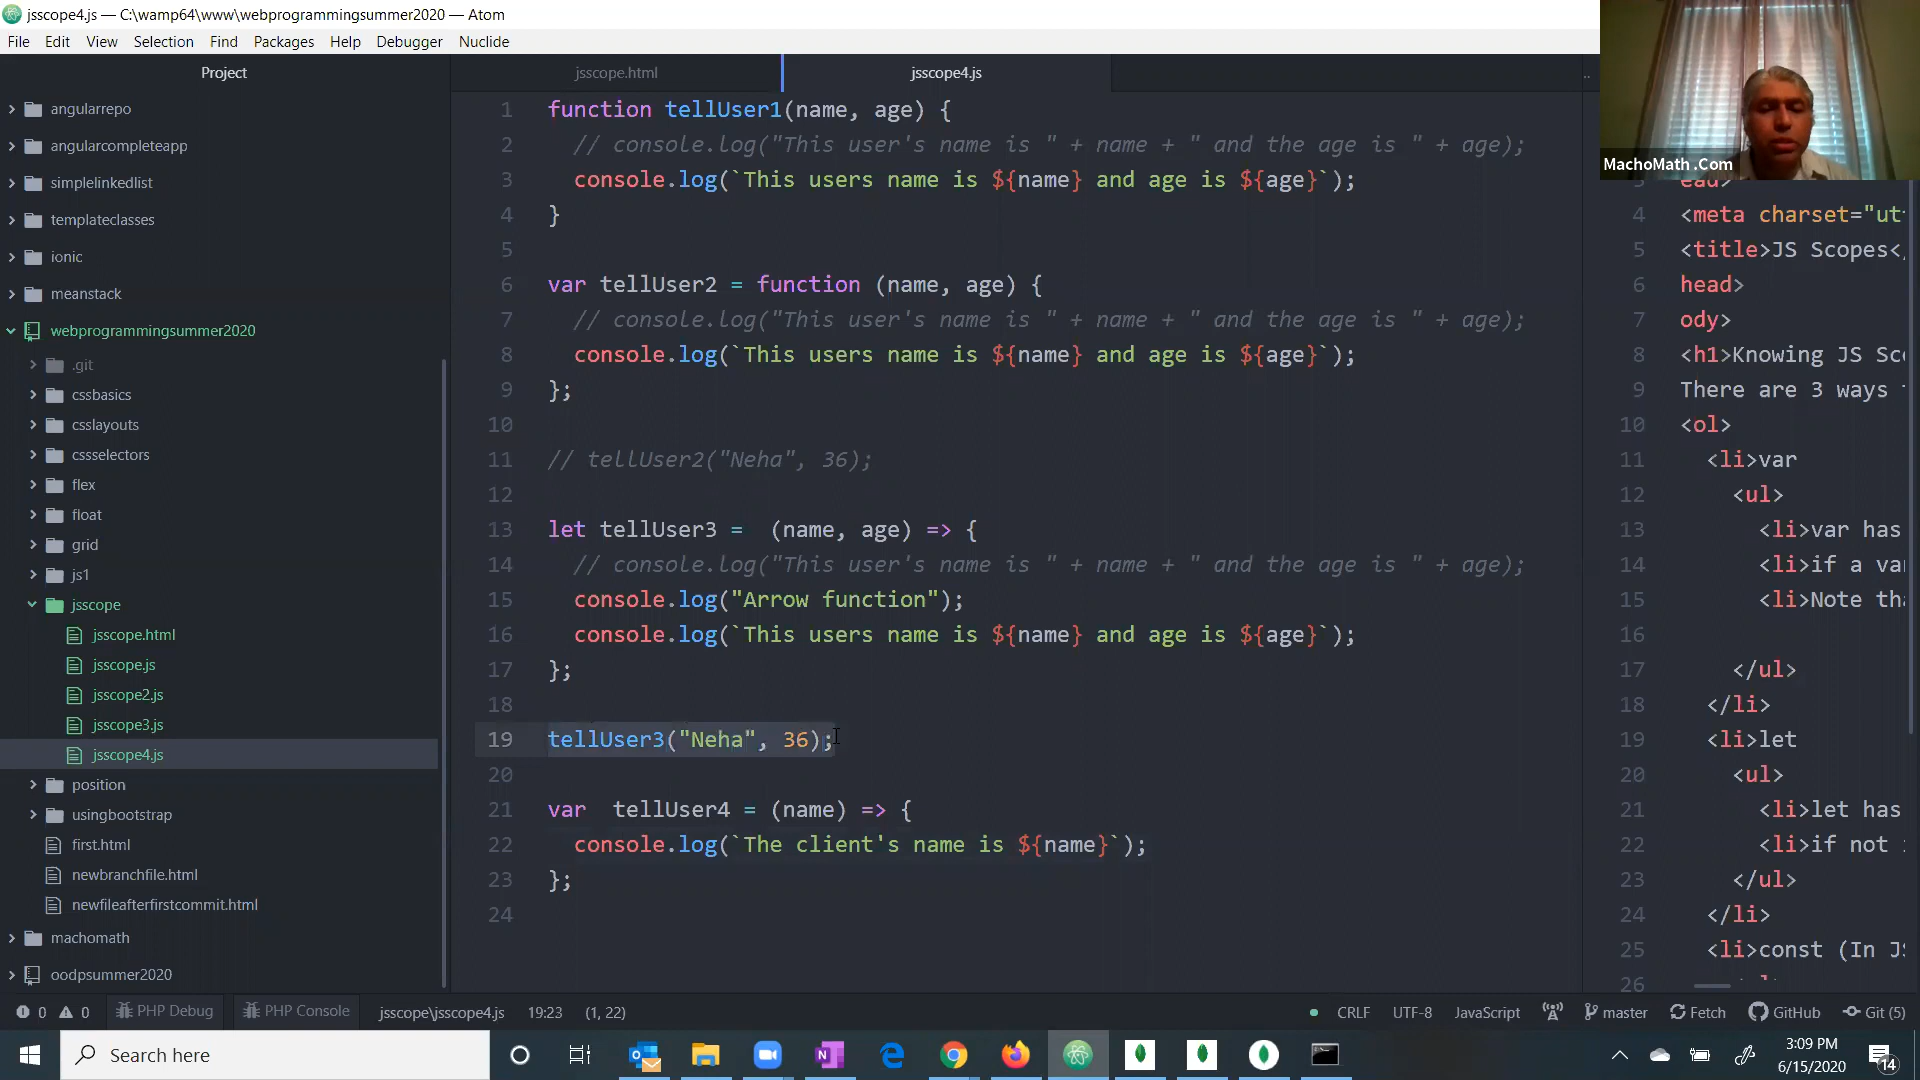 jsscope4.js — C:\wamp64\www\webprogrammingsummer2020 — Atom
File Edit View Selection Find Packages Help Debugger Nuclide
Project
angularrepo
angularcompleteapp
simplelinkedlist
templateclasses
ionic
meanstack
webprogrammingsummer2020
.git
cssbasics
csslayouts
cssselectors
flex
float
grid
js1
jsscope
jsscope.html
jsscope.js
jsscope2.js
jsscope3.js
jsscope4.js
position
usingbootstrap
first.html
newbranchfile.html
newfileafterfirstcommit.html
machomath
oodpsummer2020
jsscope.html jsscope4.js
1 function tellUser1(name, age) {
2 // console.log("This user's name is " + name + " and the age is " + age);
3 console.log(`This users name is ${name} and age is ${age}`);
4 }
5
6 var tellUser2 = function (name, age) {
7 // console.log("This user's name is " + name + " and the age is " + age);
8 console.log(`This users name is ${name} and age is ${age}`);
9 };
10
11 // tellUser2("Neha", 36);
12
13 let tellUser3 =  (name, age) => {
14 // console.log("This user's name is " + name + " and the age is " + age);
15 console.log("Arrow function");
16 console.log(`This users name is ${name} and age is ${age}`);
17 };
18
19 tellUser3("Neha", 36);
20
21 var  tellUser4 = (name) => {
22 console.log(`The client's name is ${name}`);
23 };
24
MachoMath .Com
4 <meta charset="ut
5 <title>JS Scopes<
6 head>
7 ody>
8 <h1>Knowing JS Sc
9 There are 3 ways
10 <ol>
11 <li>var
12 <ul>
13 <li>var has
14 <li>if a va
15 <li>Note th
16
17 </ul>
18 </li>
19 <li>let
20 <ul>
21 <li>let has
22 <li>if not
23 </ul>
24 </li>
25 <li>const (In J
26
0 0 PHP Debug PHP Console jsscope\jsscope4.js 19:23 (1, 22)
CRLF UTF-8 JavaScript master Fetch GitHub Git (5)
Search here
3:09 PM
6/15/2020
14